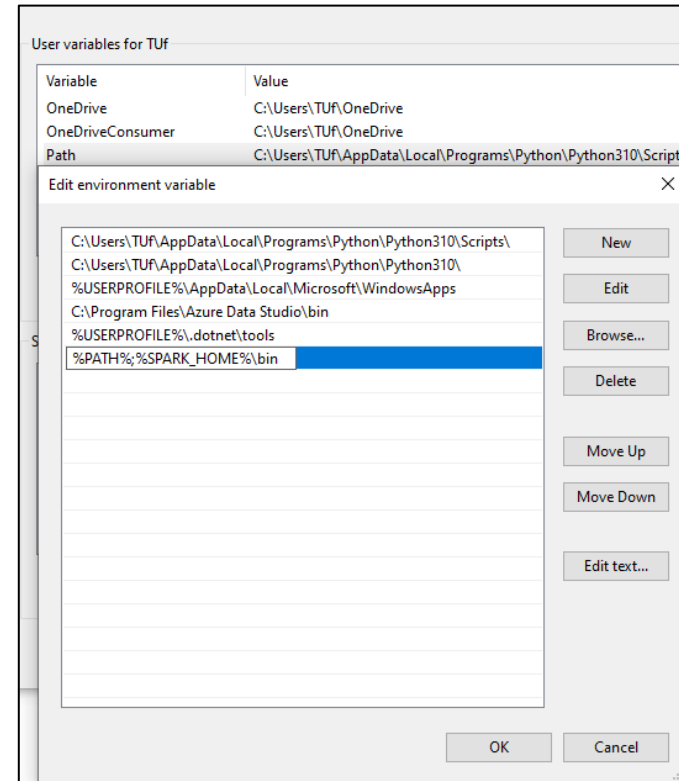 User variables for TUf
Variable Value
OneDrive C:\Users\TUf\OneDrive
OneDriveConsumer C:\Users\TUf\OneDrive
Path C:\Users\TUf\AppData\Local\Programs\Python\Python310\Script
Edit environment variable
C:\Users\TUf\AppData\Local\Programs\Python\Python310\Scripts\
C:\Users\TUf\AppData\Local\Programs\Python\Python310\
%USERPROFILE%\AppData\Local\Microsoft\WindowsApps
C:\Program Files\Azure Data Studio\bin
%USERPROFILE%\.dotnet\tools
%PATH%;%SPARK_HOME%\bin
New
Edit
Browse...
Delete
Move Up
Move Down
Edit text...
S
OK Cancel